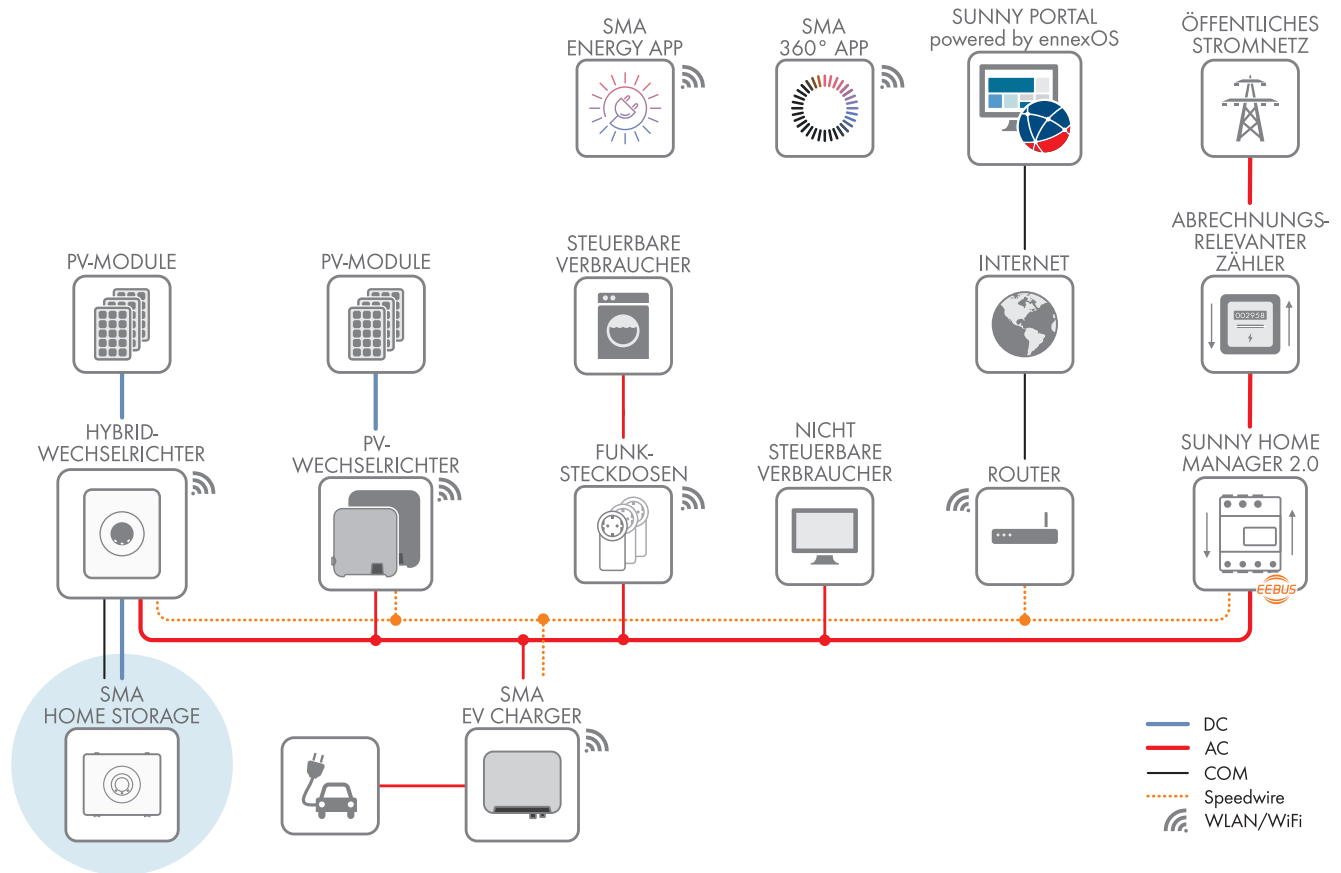 SMA
ENERGY APP
SMA
360° APP
SUNNY PORTAL
powered by ennexOS
ÖFFENTLICHES
STROMNETZ
PV-MODULE
PV-MODULE
STEUERBARE
VERBRAUCHER
INTERNET
ABRECHNUNGS-
RELEVANTER
ZÄHLER
002958
HYBRID-
WECHSELRICHTER
PV-
WECHSELRICHTER
FUNK-
STECKDOSEN
NICHT
STEUERBARE
VERBRAUCHER
ROUTER
SUNNY HOME
MANAGER 2.0
EEBUS
SMA
HOME STORAGE
SMA
EV CHARGER
DC
AC
COM
Speedwire
WLAN/WiFi